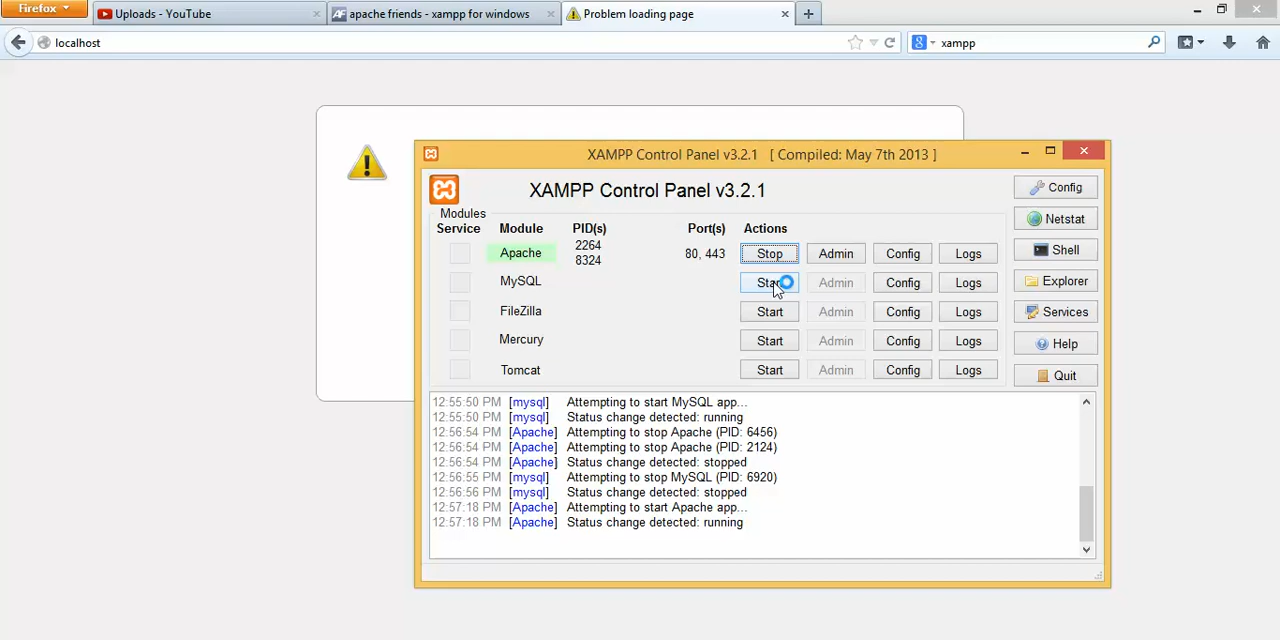 Firefox
Uploads - YouTube
apache friends - xampp for windows
Problem loading page
localhost
xampp
XAMPP Control Panel v3.2.1 [ Compiled: May 7th 2013 ]
XAMPP Control Panel v3.2.1
Config
Modules
Service Module PID(s) Port(s) Actions
Netstat
Apache 2264 8324 80, 443 Stop Admin Config Logs
Shell
MySQL Admin Config Logs
Explorer
FileZilla Start Admin Config Logs
Services
Mercury Start Admin Config Logs
Help
Tomcat Start Admin Config Logs
Quit
12:55:50 PM [mysql] Attempting to start MySQL app...
12:55:50 PM [mysql] Status change detected: running
12:56:54 PM [Apache] Attempting to stop Apache (PID: 6456)
12:56:54 PM [Apache] Attempting to stop Apache (PID: 2124)
12:56:54 PM [Apache] Status change detected: stopped
12:56:55 PM [mysql] Attempting to stop MySQL (PID: 6920)
12:56:56 PM [mysql] Status change detected: stopped
12:57:18 PM [Apache] Attempting to start Apache app...
12:57:18 PM [Apache] Status change detected: running